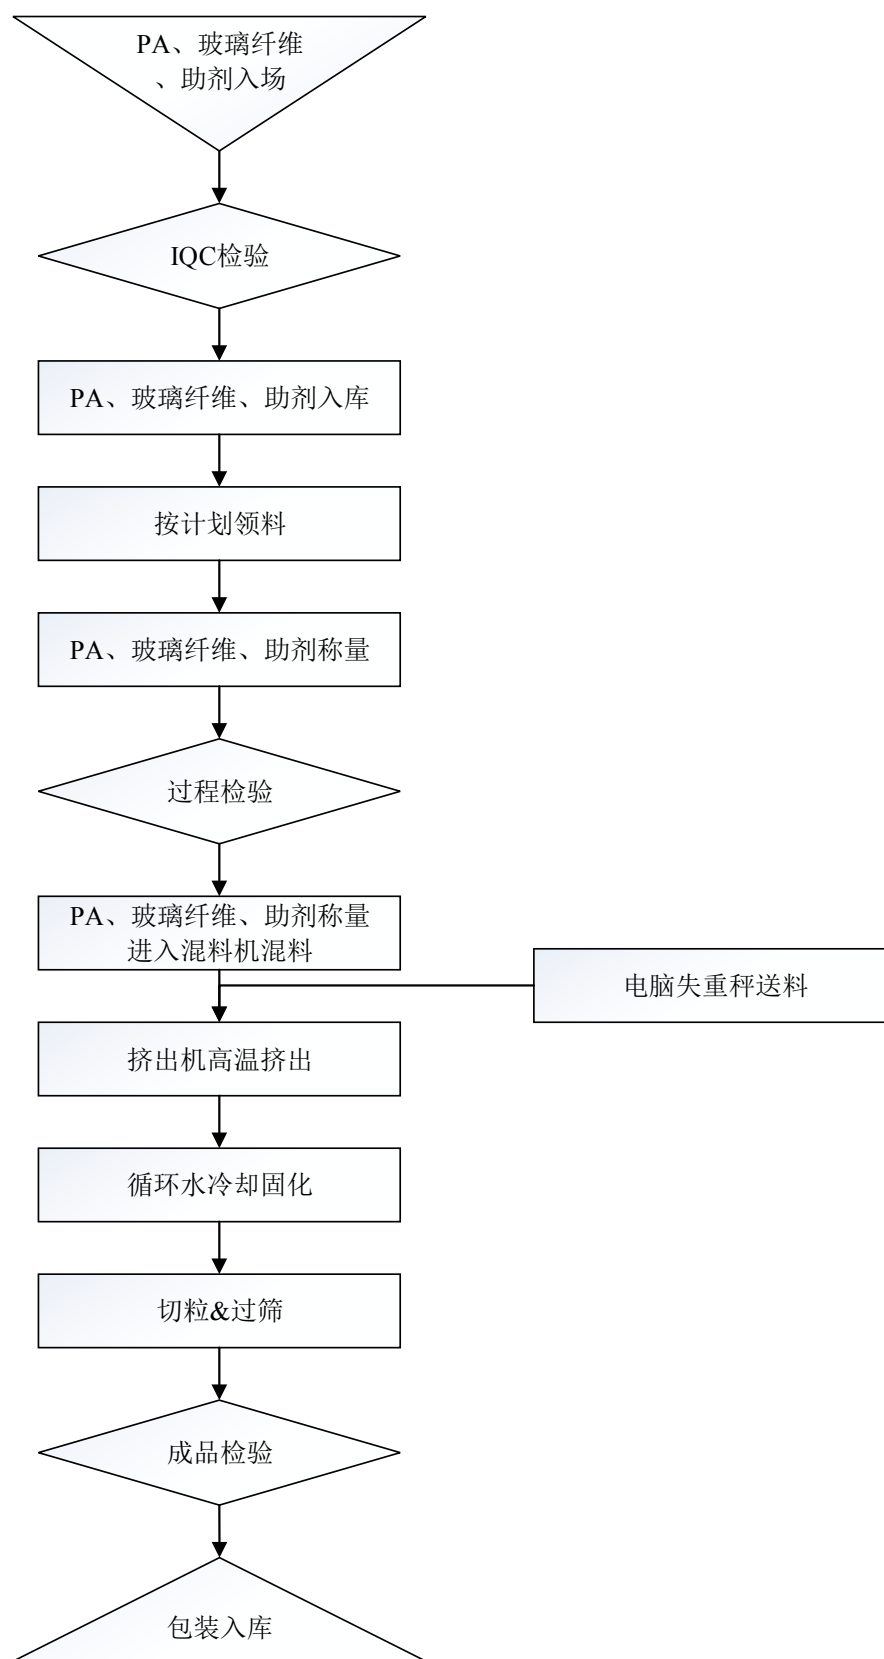 PA、玻璃纤维
、助剂入场
IQC检验
PA、玻璃纤维、助剂入库
按计划领料
PA、玻璃纤维、助剂称量
过程检验
PA、玻璃纤维、助剂称量
进入混料机混料
电脑失重秤送料
挤出机高温挤出
循环水冷却固化
切粒&过筛
成品检验
包装入库